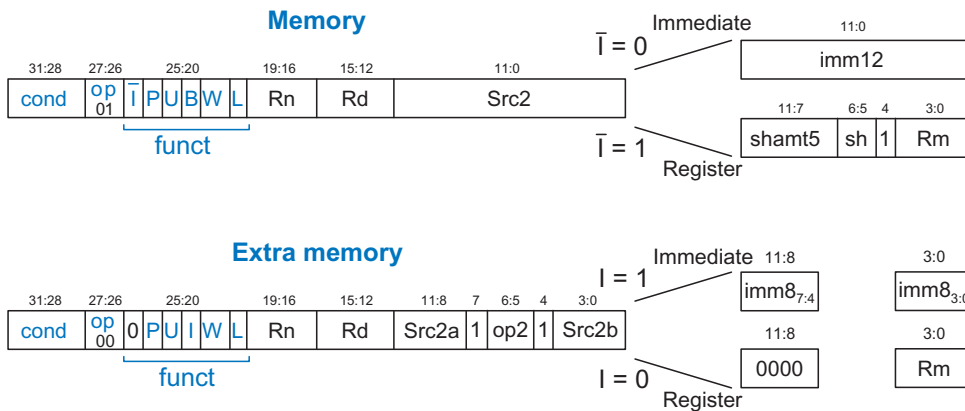 Memory
Immediate
I̅ = 0
11:0
imm12
31:28 27:26 25:20 19:16 15:12 11:0
cond op 01 I̅ P U B W L Rn Rd Src2
funct
I̅ = 1
Register
11:7 6:5 4 3:0
shamt5 sh 1 Rm
Extra memory
Immediate
I = 1
11:8 3:0
imm8₇:₄ imm8₃:₀
31:28 27:26 25:20 19:16 15:12 11:8 7 6:5 4 3:0
cond op 00 0 P U I W L Rn Rd Src2a 1 op2 1 Src2b
funct
I = 0
Register
11:8 3:0
0000 Rm